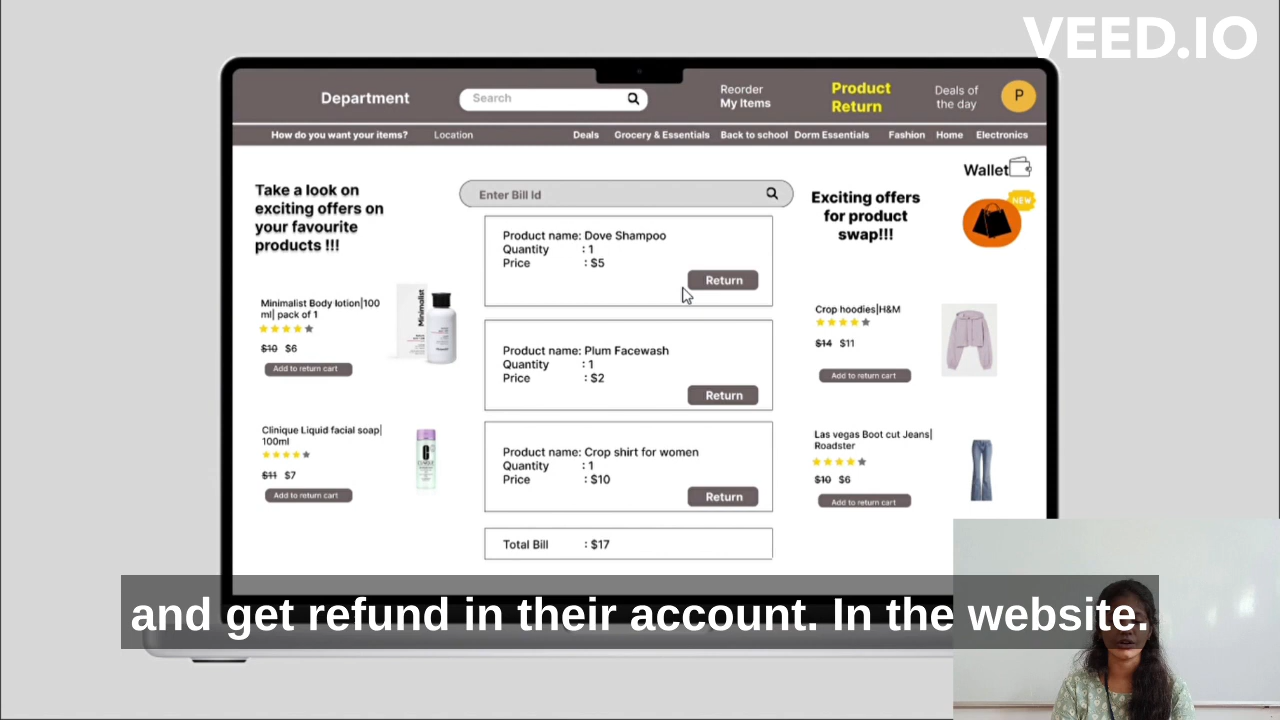 VEED.IO
Department
Search
Reorder
My Items
Product
Return
Deals of
the day
P
How do you want your items?
Location
Deals
Grocery & Essentials
Back to school
Dorm Essentials
Fashion
Home
Electronics
Wallet
Take a look on
exciting offers on
your favourite
products !!!
Minimalist Body lotion|100
ml| pack of 1
$10 $6
Add to return cart
Minimalist
Clinique Liquid facial soap|
100ml
$11 $7
Add to return cart
Enter Bill Id
Product name: Dove Shampoo
Quantity : 1
Price : $5
Return
Product name: Plum Facewash
Quantity : 1
Price : $2
Return
Product name: Crop shirt for women
Quantity : 1
Price : $10
Return
Total Bill : $17
Exciting offers
for product
swap!!!
NEW
Crop hoodies|H&M
$14 $11
Add to return cart
Las vegas Boot cut Jeans|
Roadster
$10 $6
Add to return cart
and get refund in their account. In the website.